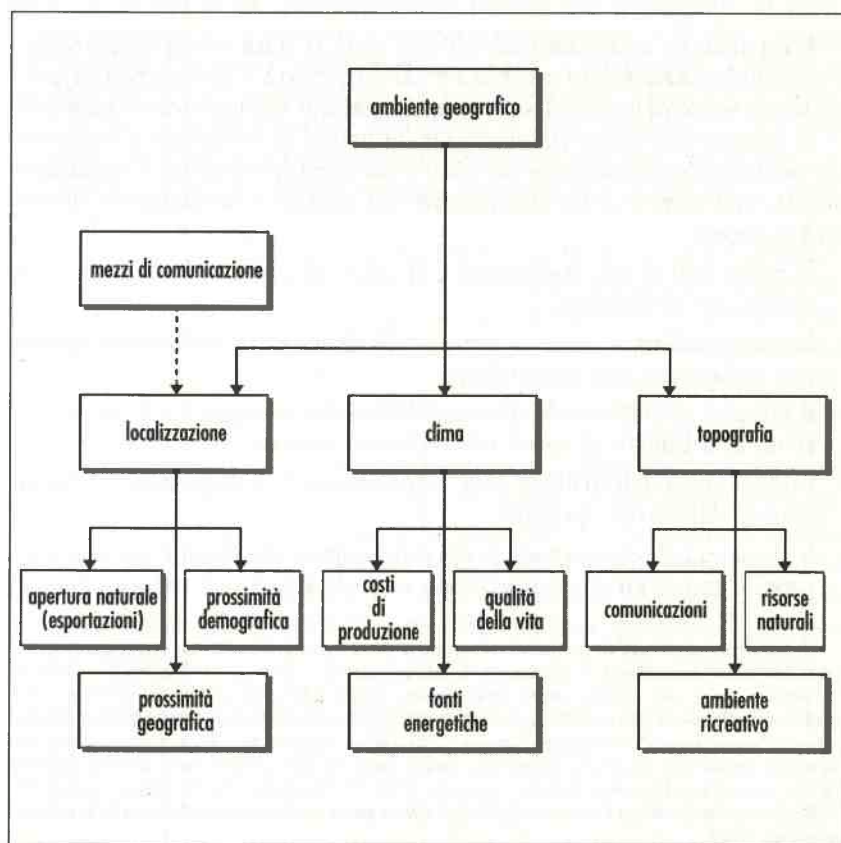 ambiente geografico
mezzi di comunicazione
localizzazione
clima
topografia
apertura naturale
(esportazioni)
prossimità
demografica
costi
di
produzione
qualità
della vita
comunicazioni
risorse
naturali
prossimità
geografica
fonti
energetiche
ambiente
ricreativo